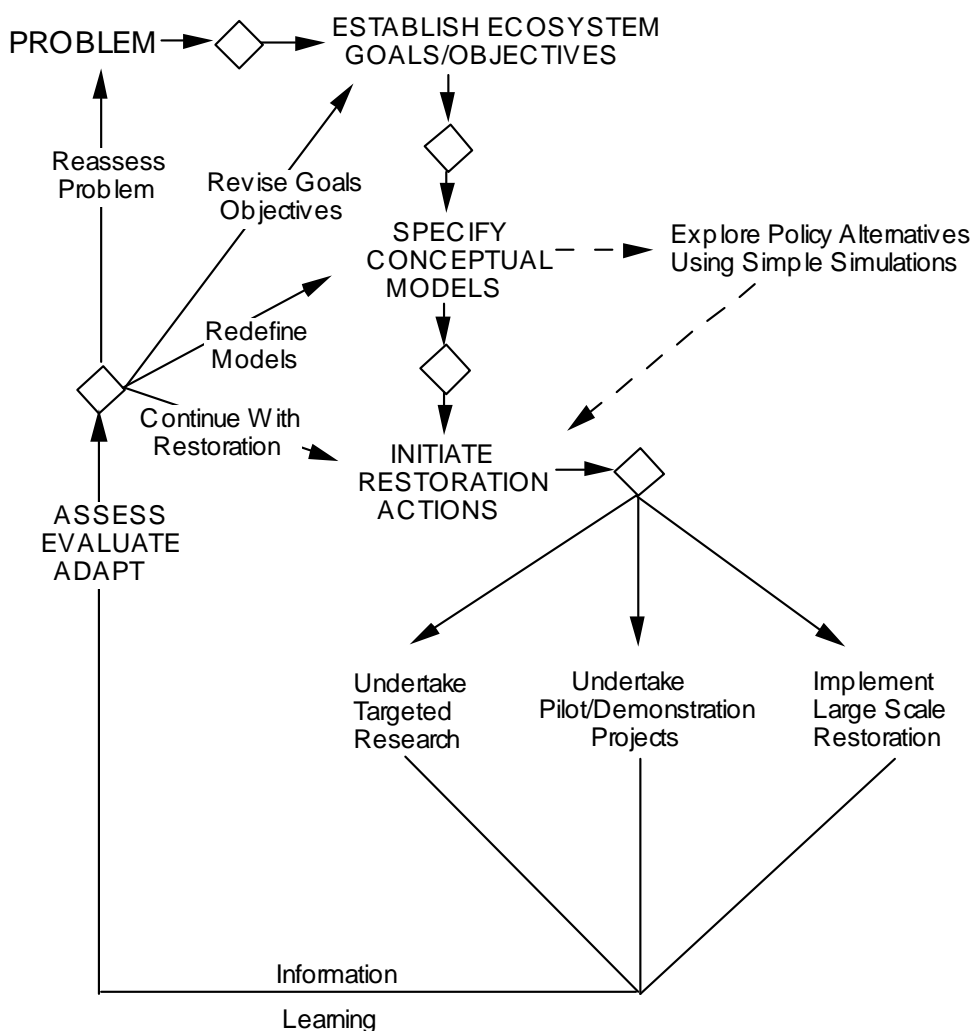 PROBLEM
ESTABLISH ECOSYSTEM
GOALS/OBJECTIVES
Reassess
Problem
Revise Goals
Objectives
SPECIFY
CONCEPTUAL
MODELS
Explore Policy Alternatives
Using Simple Simulations
Redefine
Models
Continue With
Restoration
INITIATE
RESTORATION
ACTIONS
ASSESS
EVALUATE
ADAPT
Undertake
Targeted
Research
Undertake
Pilot/Demonstration
Projects
Implement
Large Scale
Restoration
Information
Learning